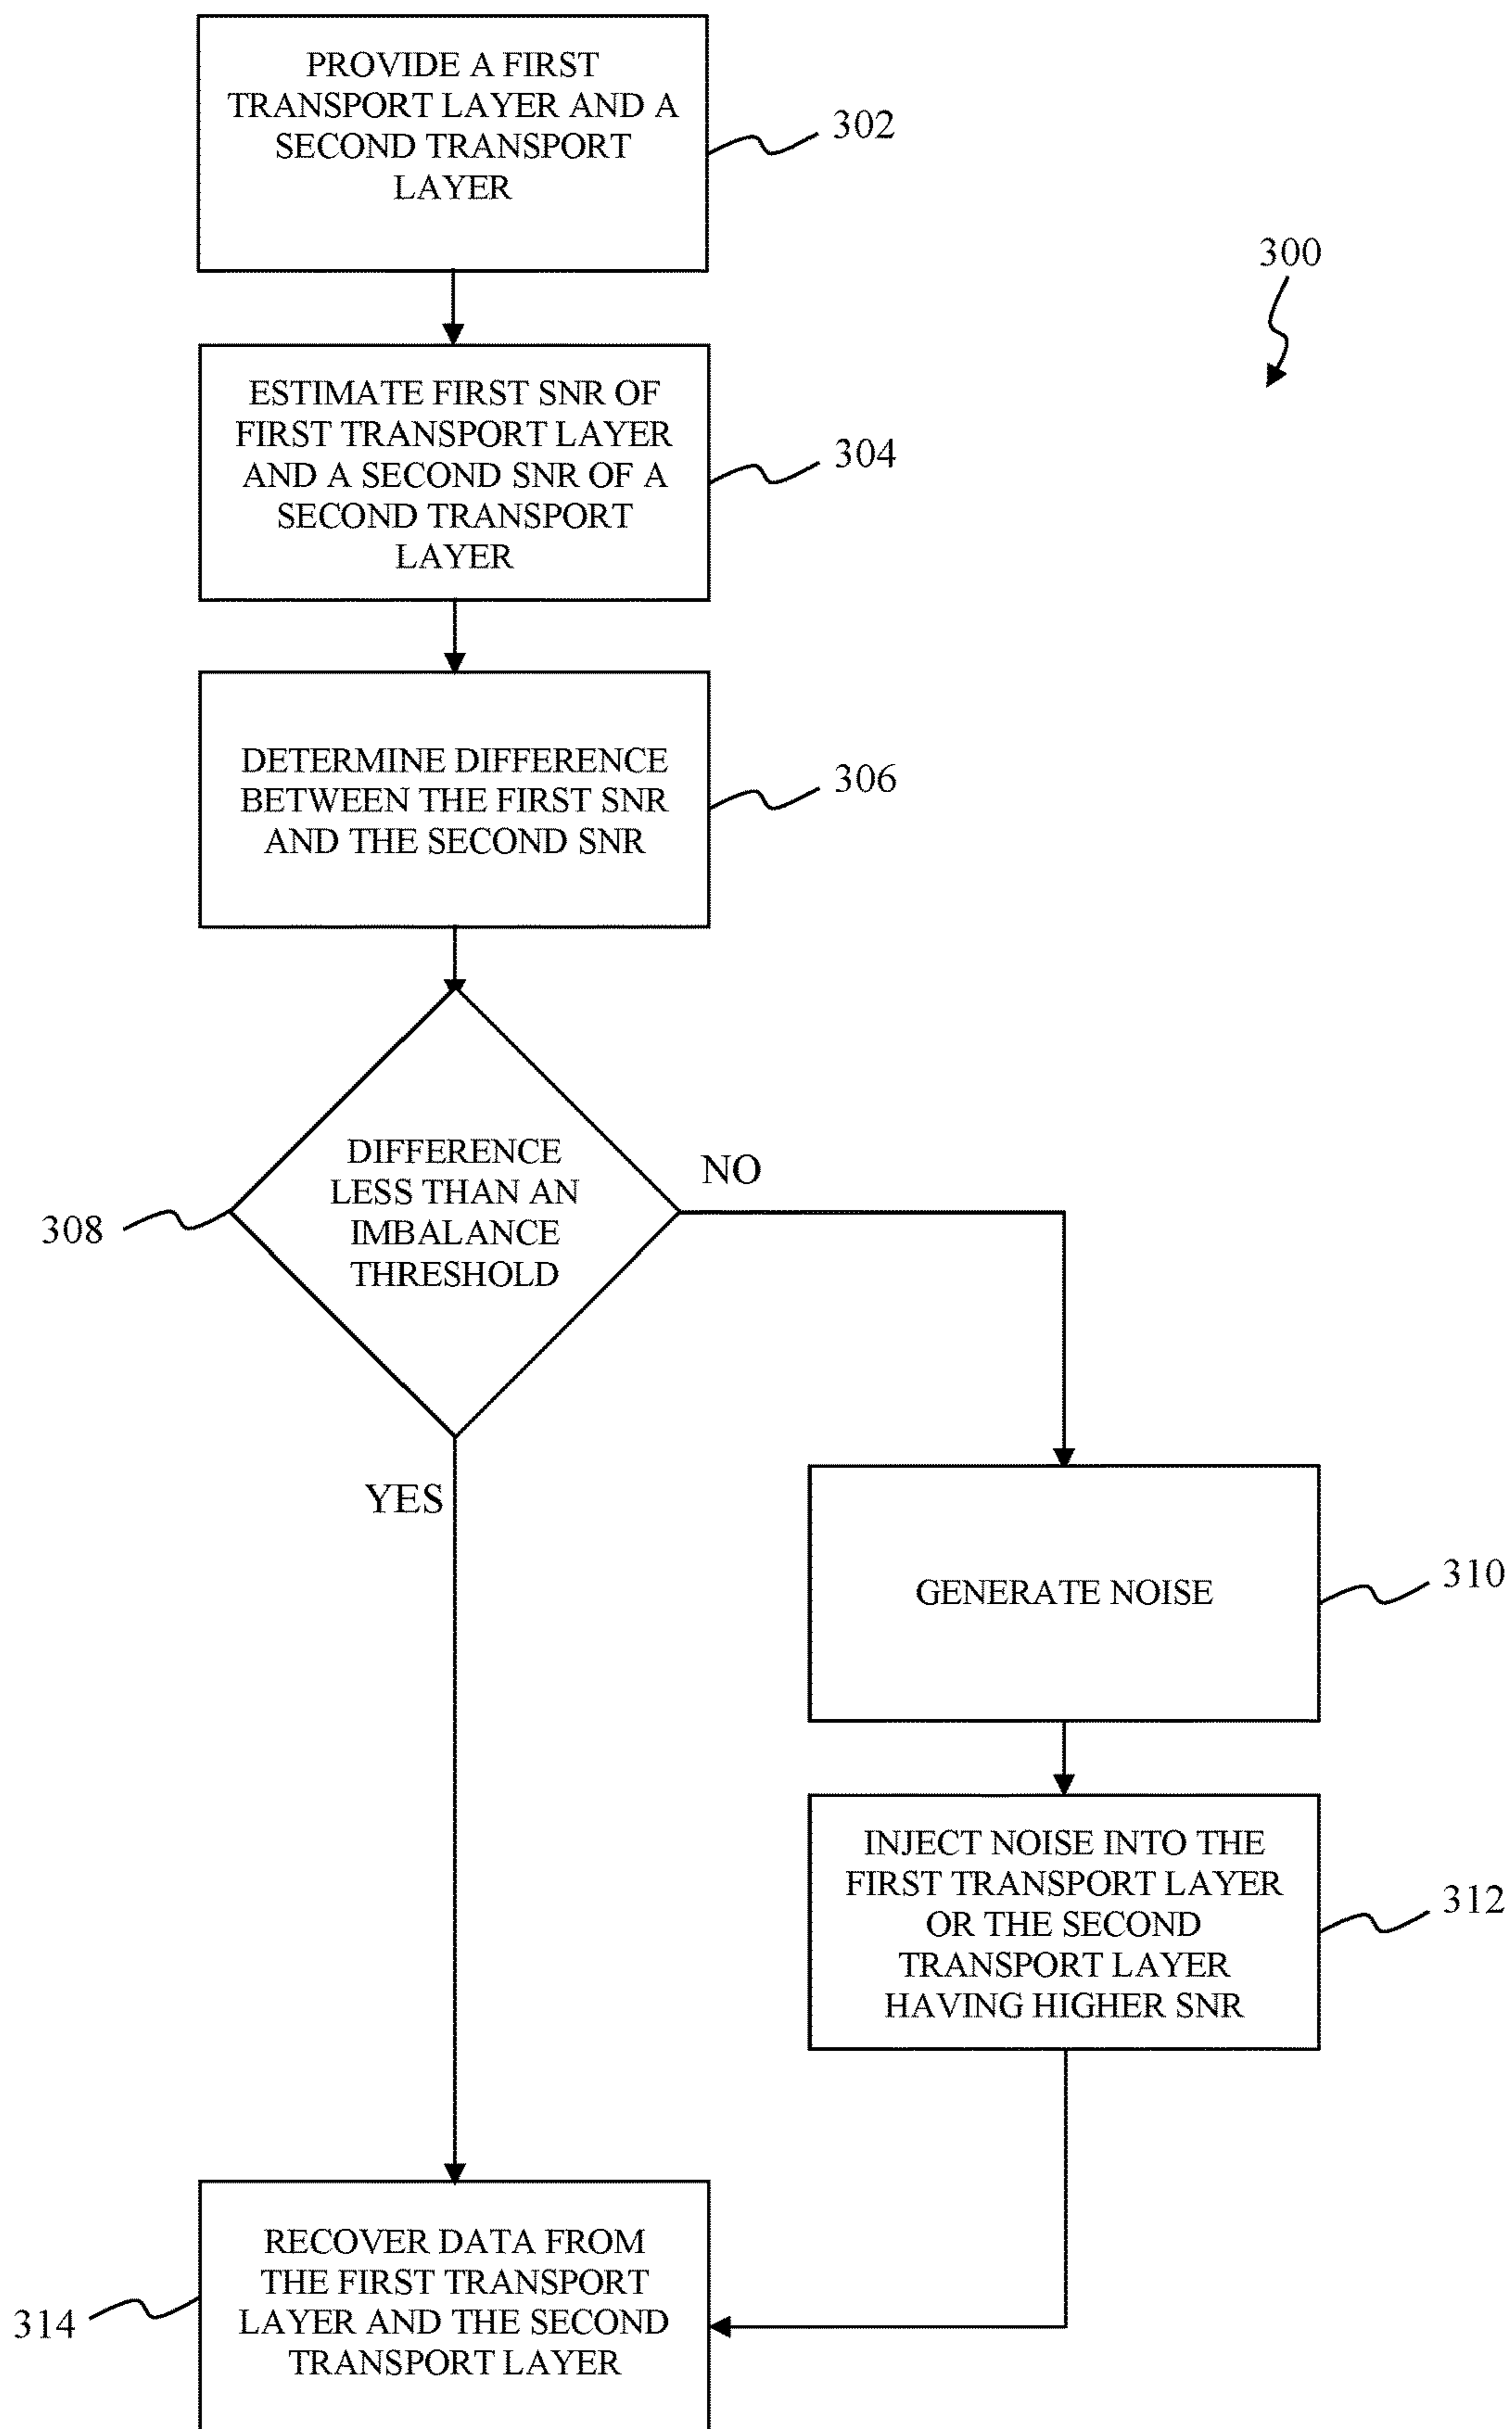 PROVIDE A FIRST
TRANSPORT LAYER AND A
SECOND TRANSPORT
LAYER
302
300
ESTIMATE FIRST SNR OF
FIRST TRANSPORT LAYER
AND A SECOND SNR OF A
SECOND TRANSPORT
LAYER
304
DETERMINE DIFFERENCE
BETWEEN THE FIRST SNR
AND THE SECOND SNR
306
DIFFERENCE
LESS THAN AN
IMBALANCE
THRESHOLD
308
NO
YES
GENERATE NOISE
310
INJECT NOISE INTO THE
FIRST TRANSPORT LAYER
OR THE SECOND
TRANSPORT LAYER
HAVING HIGHER SNR
312
RECOVER DATA FROM
THE FIRST TRANSPORT
LAYER AND THE SECOND
TRANSPORT LAYER
314